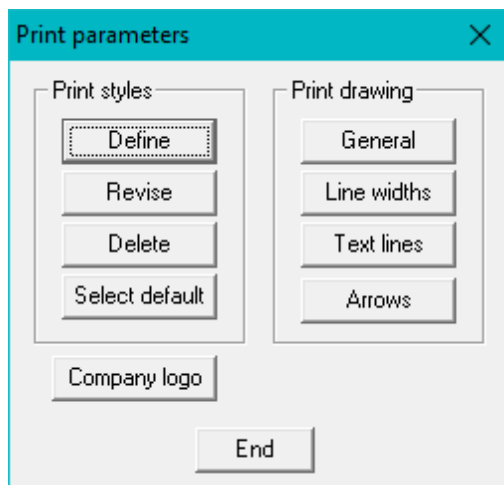 Print parameters
Print styles
Define
Revise
Delete
Select default
Print drawing
General
Line widths
Text lines
Arrows
Company logo
End